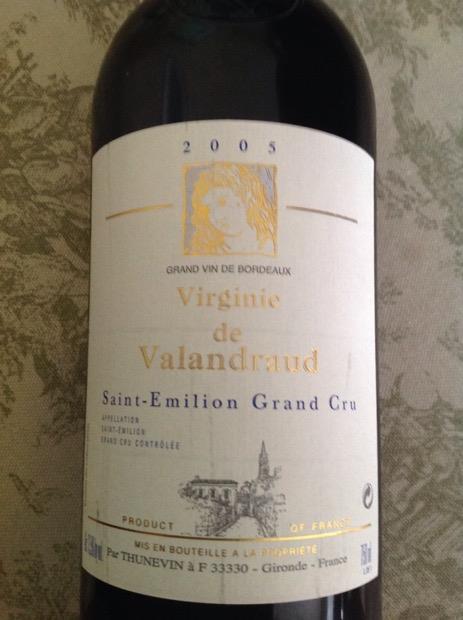 2005
GRAND VIN DE BORDEAUX
Virginie
de
Valandraud
Saint-Emilion Grand Cru
APPELLATION
SAINT-ÉMILION
GRAND CRU CONTRÔLÉE
PRODUCT OF FRANCE
MIS EN BOUTEILLE A LA PROPRIÉTÉ
Par THUNEVIN à F 33330 - Gironde - France